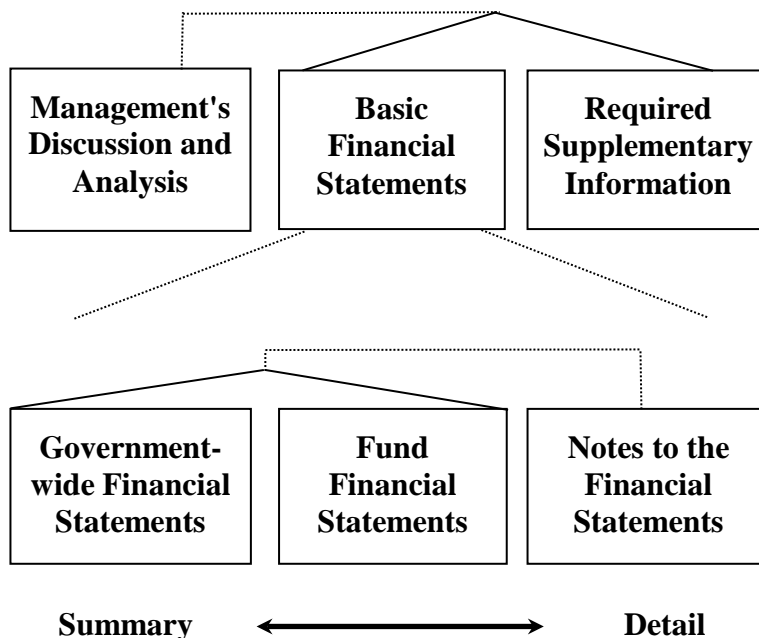 Management's
Discussion and
Analysis
Basic
Financial
Statements
Required
Supplementary
Information
Government-
wide Financial
Statements
Fund
Financial
Statements
Notes to the
Financial
Statements
Summary
Detail